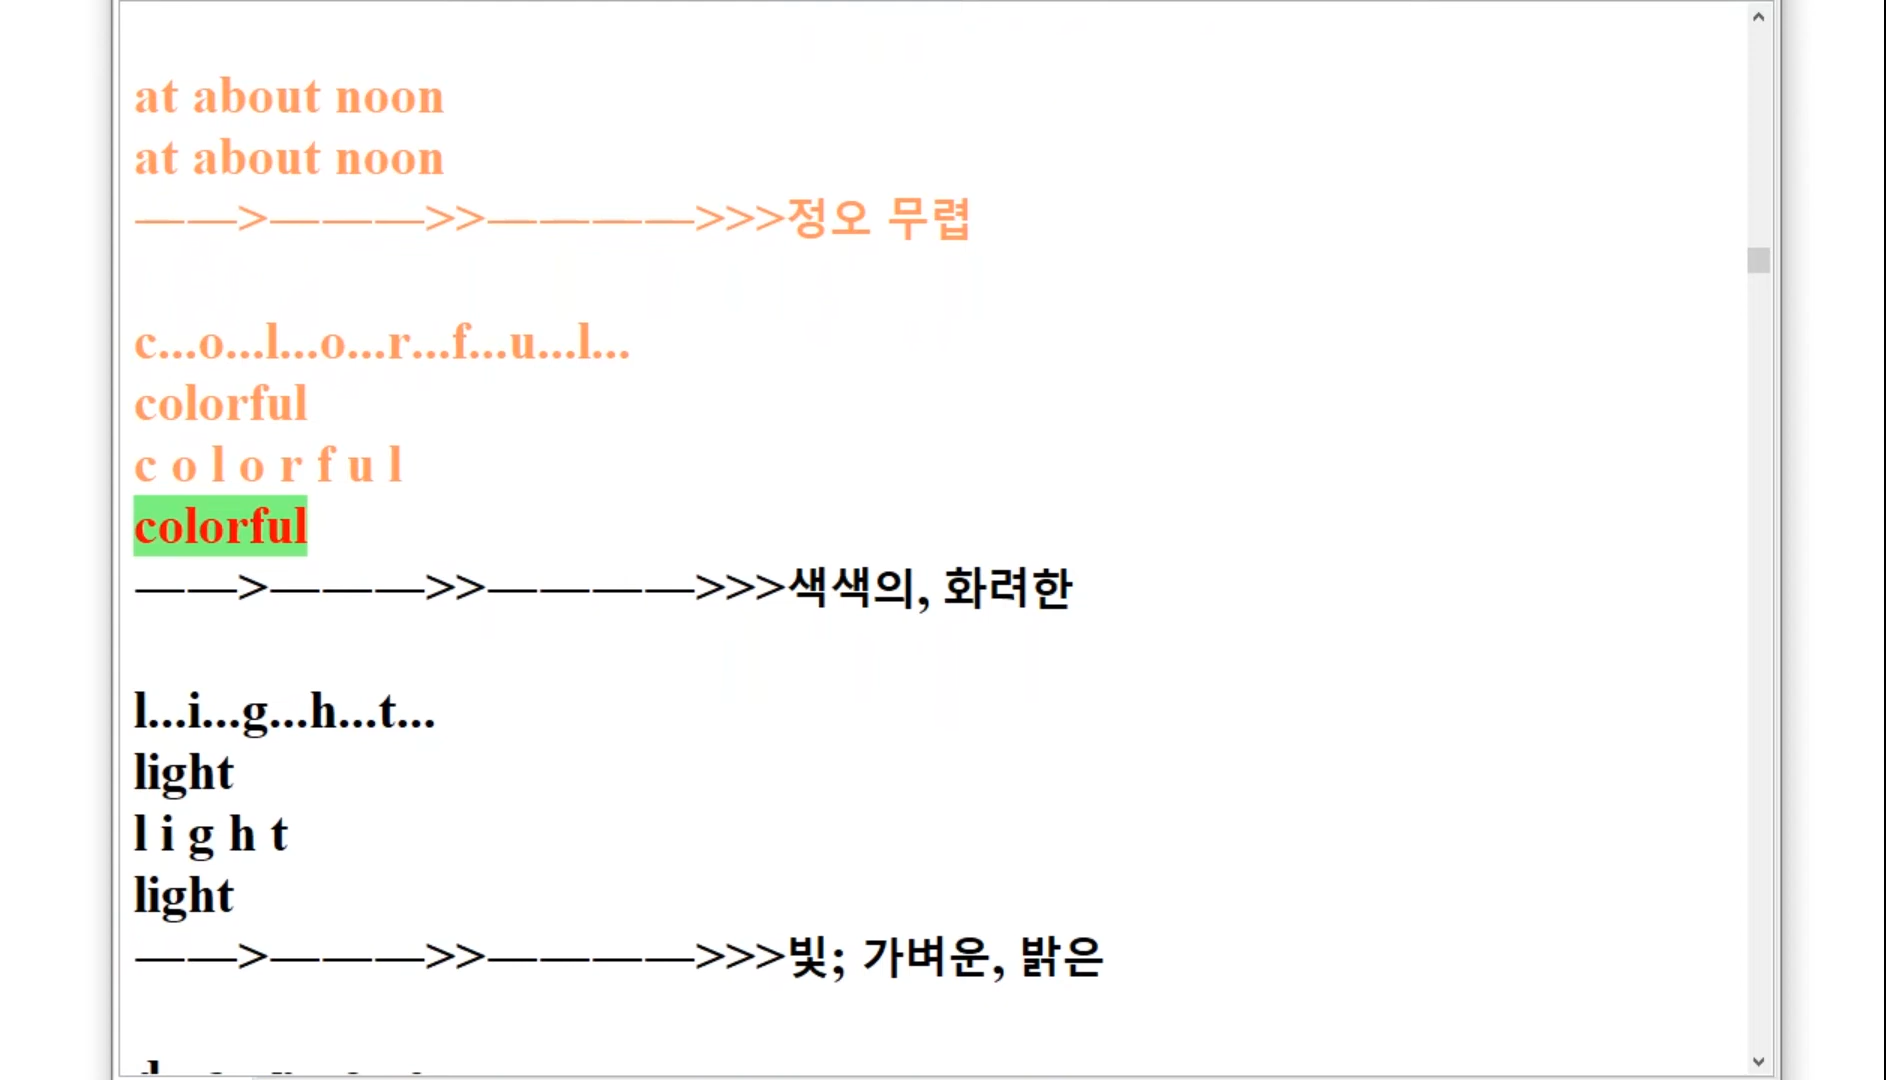 at about noon
at about noon
——>———>>————>>>정오 무렵
c...o...l...o...r...f...u...l...
colorful
c o l o r f u l
colorful
——>———>>————>>>색색의, 화려한
l...i...g...h...t...
light
l i g h t
light
——>———>>————>>>빛; 가벼운, 밝은